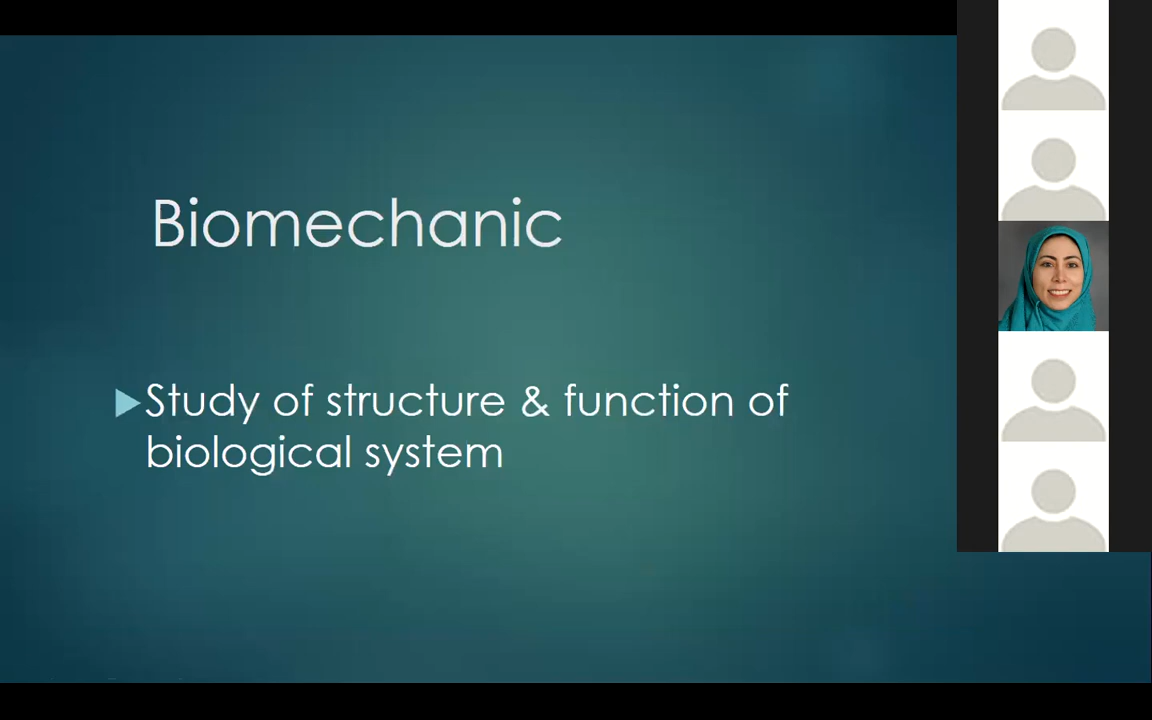 Biomechanic
Study of structure & function of
biological system